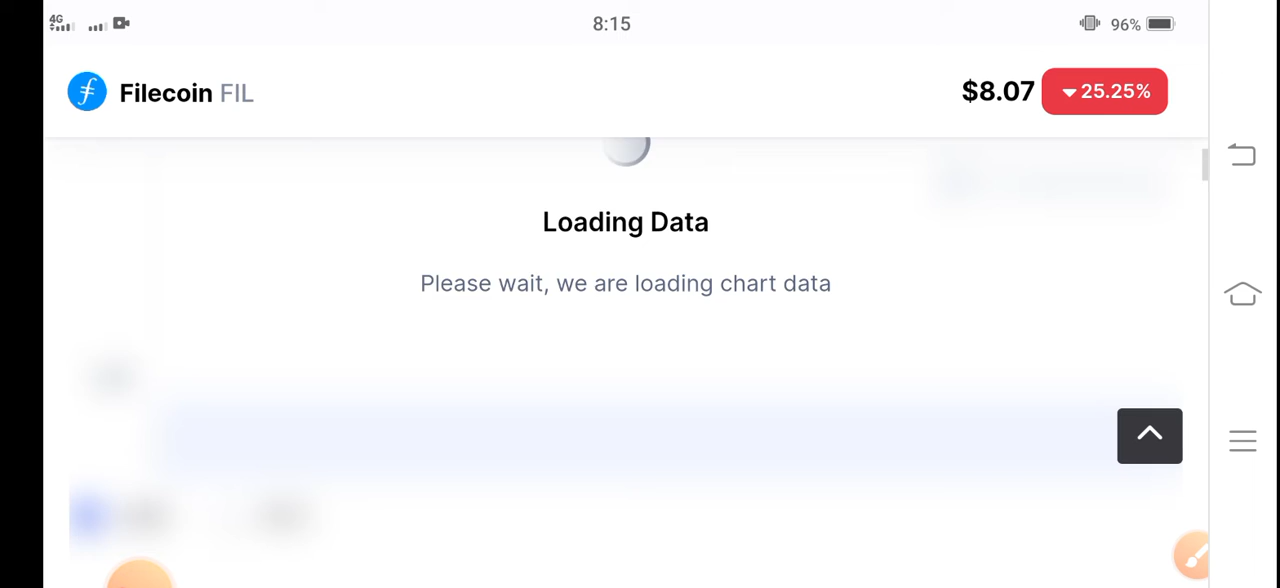 4G
8:15
96%
Filecoin FIL
$8.07
25.25%
Loading Data
Please wait, we are loading chart data